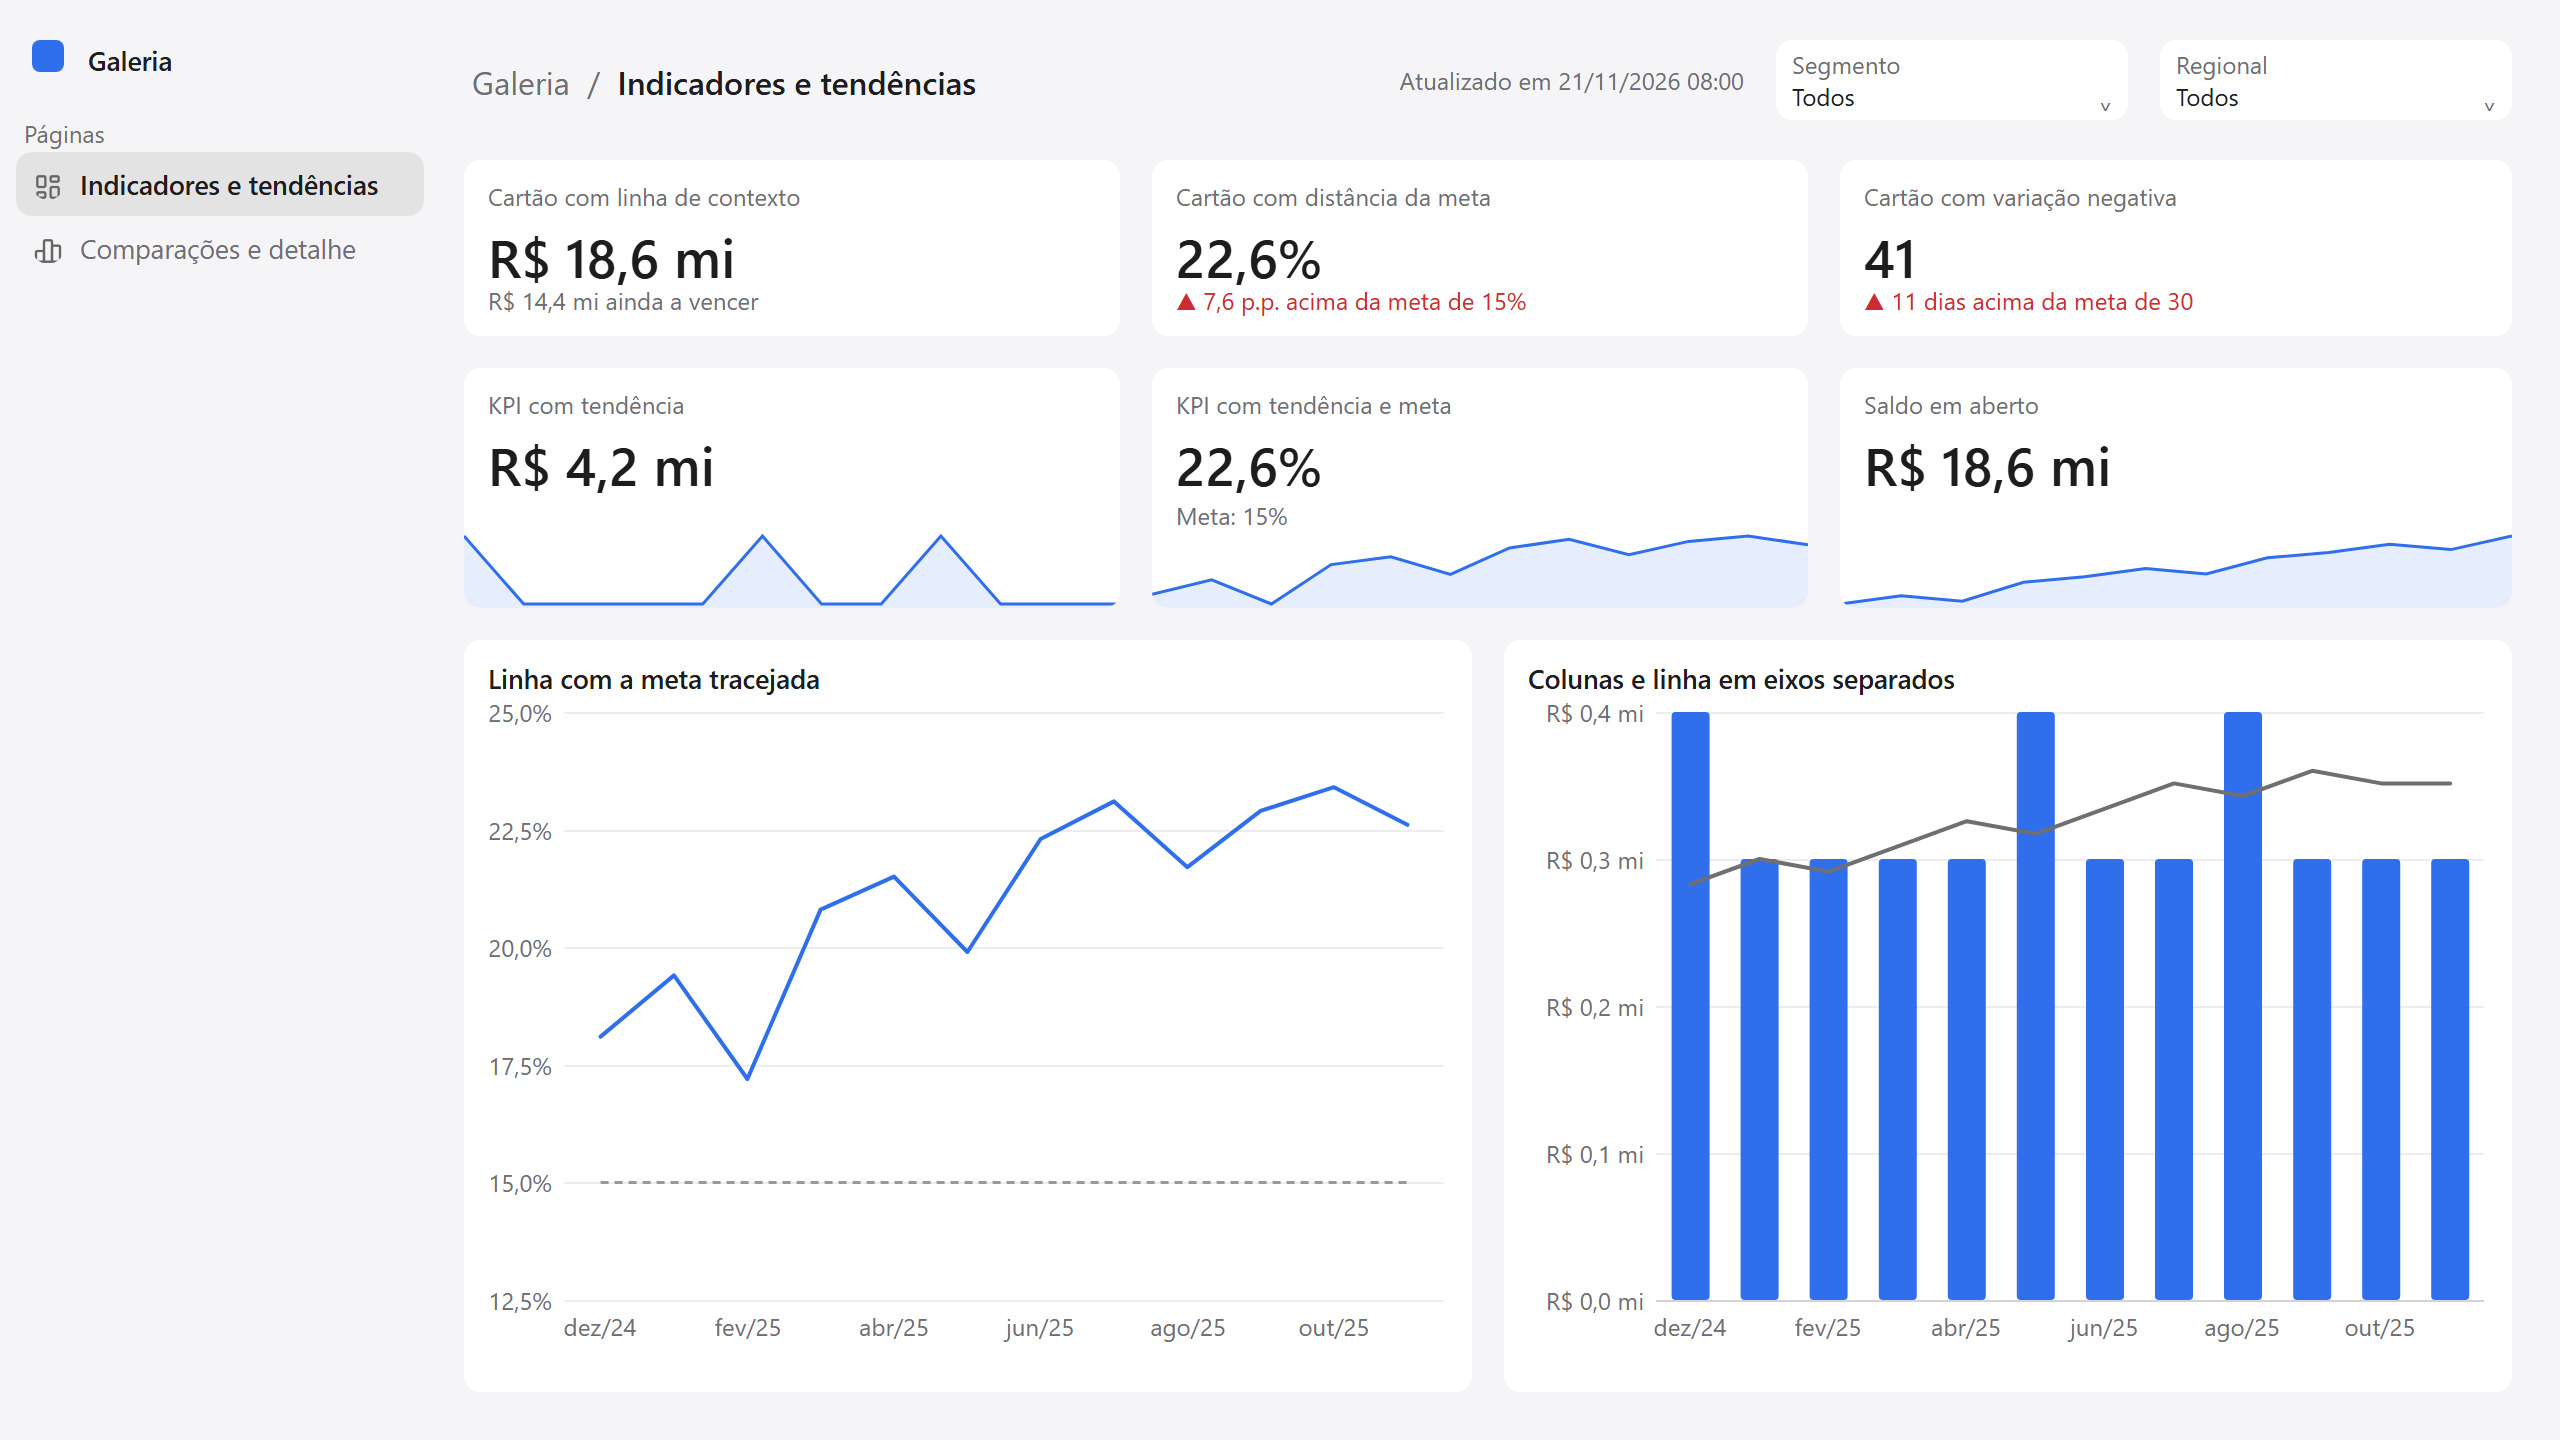 Galeria
Páginas
Indicadores e tendências
Comparações e detalhe
Galeria / Indicadores e tendências
Atualizado em 21/11/2026 08:00
Segmento
Todos
Regional
Todos
Cartão com linha de contexto
R$ 18,6 mi
R$ 14,4 mi ainda a vencer
Cartão com distância da meta
22,6%
▲ 7,6 p.p. acima da meta de 15%
Cartão com variação negativa
41
▲ 11 dias acima da meta de 30
KPI com tendência
R$ 4,2 mi
KPI com tendência e meta
22,6%
Meta: 15%
Saldo em aberto
R$ 18,6 mi
Linha com a meta tracejada
25,0%
22,5%
20,0%
17,5%
15,0%
12,5%
dez/24 fev/25 abr/25 jun/25 ago/25 out/25
Colunas e linha em eixos separados
R$ 0,4 mi
R$ 0,3 mi
R$ 0,2 mi
R$ 0,1 mi
R$ 0,0 mi
dez/24 fev/25 abr/25 jun/25 ago/25 out/25